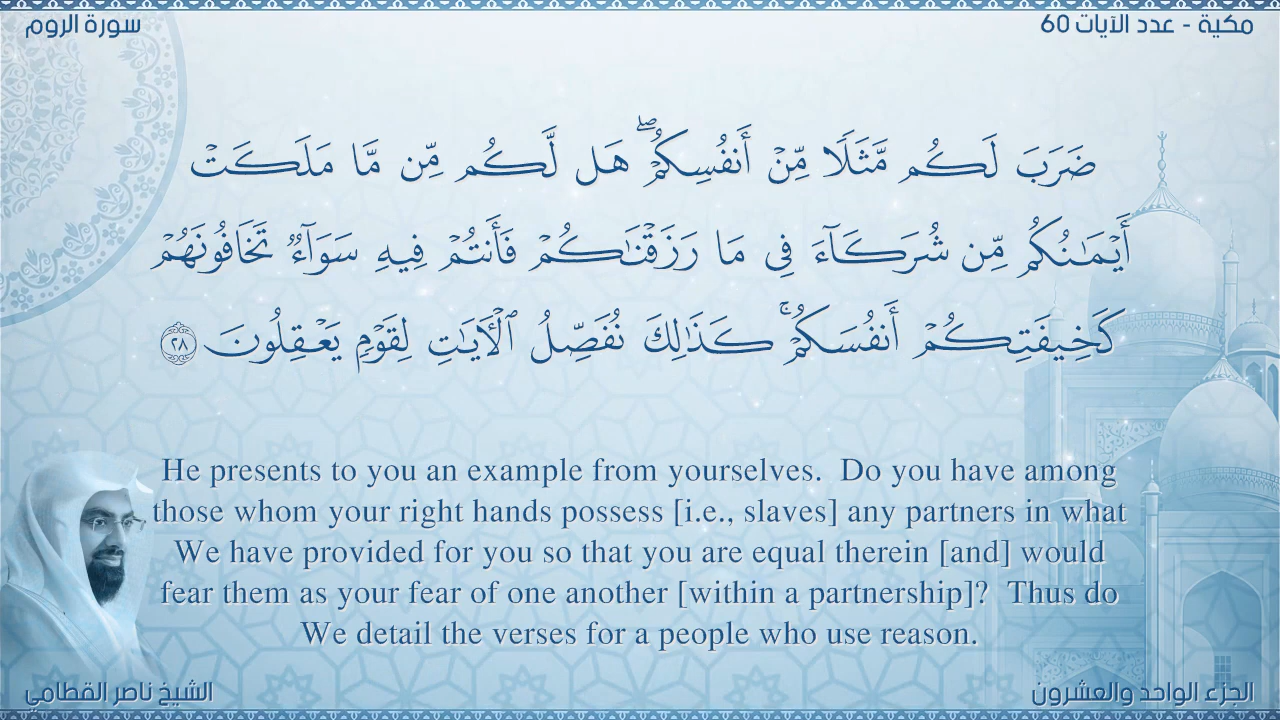 مكية - عدد الآيات 60
سورة الروم
ضَرَبَ لَكُم مَّثَلًا مِّنْ أَنفُسِكُمْ ۖ هَل لَّكُم مِّن مَّا مَلَكَتْ
أَيْمَـٰنُكُم مِّن شُرَكَآءَ فِى مَا رَزَقْنَـٰكُمْ فَأَنتُمْ فِيهِ سَوَآءٌ تَخَافُونَهُمْ
كَخِيفَتِكُمْ أَنفُسَكُمْ ۚ كَذَٰلِكَ نُفَصِّلُ ٱلْـَٔايَـٰتِ لِقَوْمٍ يَعْقِلُونَ ٢٨
He presents to you an example from yourselves. Do you have among
those whom your right hands possess [i.e., slaves] any partners in what
We have provided for you so that you are equal therein [and] would
fear them as your fear of one another [within a partnership]? Thus do
We detail the verses for a people who use reason.
الجزء الواحد والعشرون
الشيخ ناصر القطامي